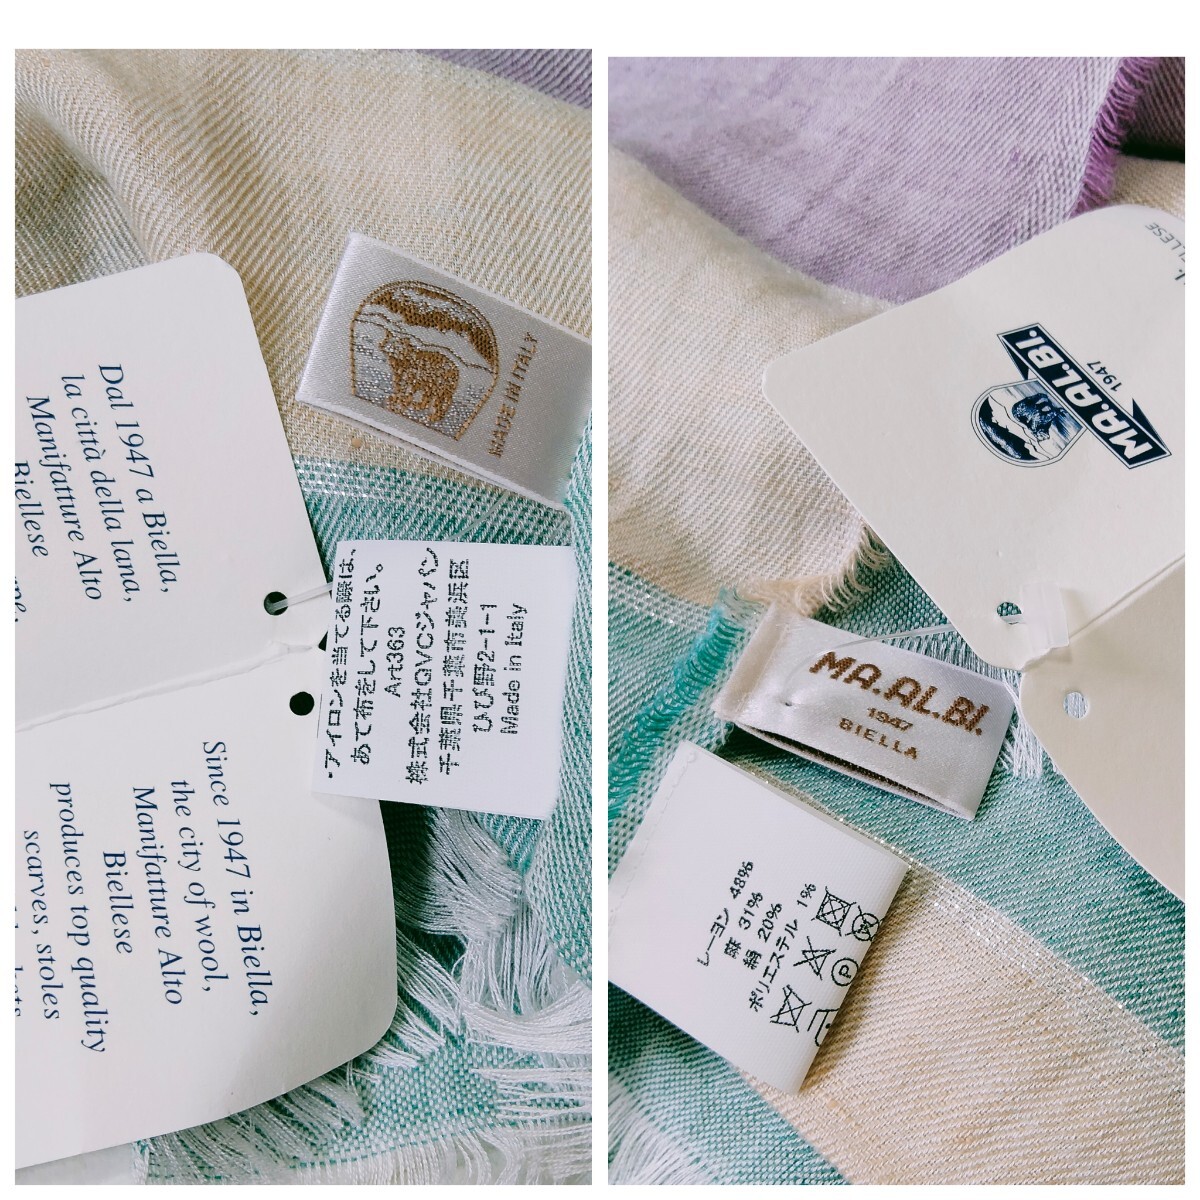 Dal 1947 a Biella,
la città della lana,
Manifatture Alto
Biellese
Since 1947 in Biella,
the city of wool,
Manifatture Alto
Biellese
produces top quality
scarves, stoles
MADE IN ITALY
・アイロンを当てる際は、
あて布をして下さい。
Art363
株式会社QVCジャパン
千葉県千葉市美浜区
ひび野2-1-1
Made in Italy
MA.AL.BI.
1947
MA.AL.BI.
1947
BIELLA
レーヨン 48%
麻 31%
絹 20%
ポリエステル 1%
P